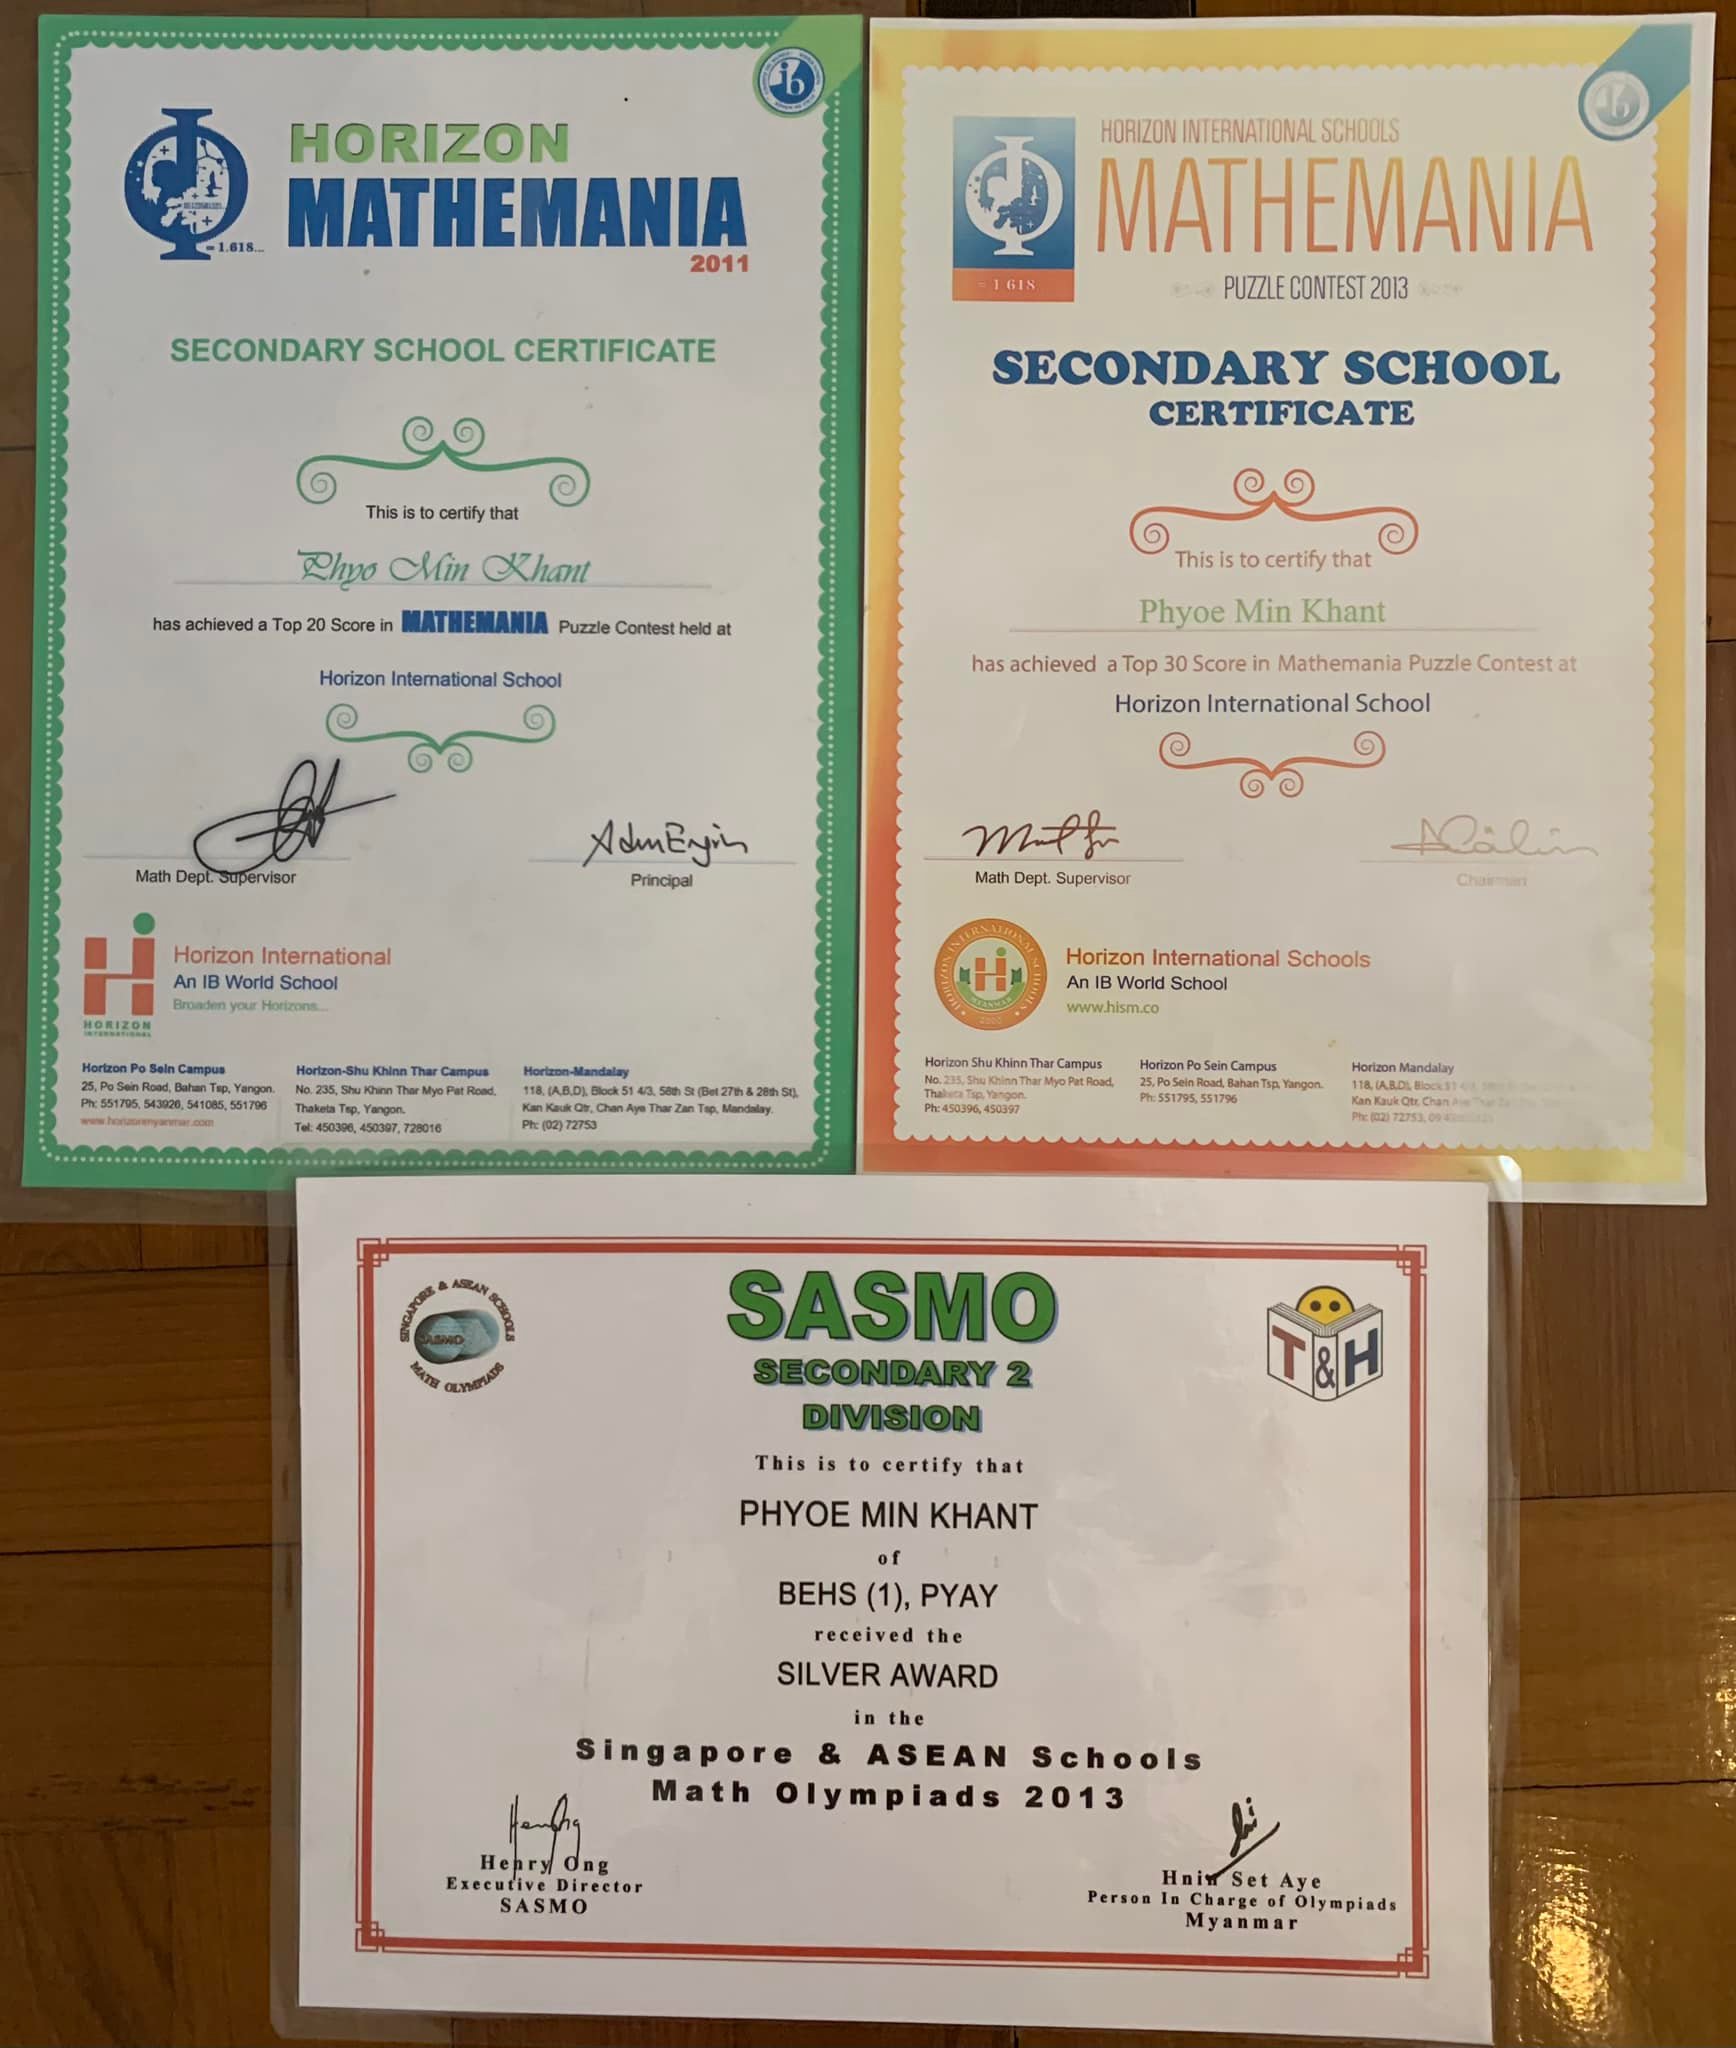 HORIZON
MATHEMANIA
2011
= 1.618...
SECONDARY SCHOOL CERTIFICATE
This is to certify that
Phyo Min Khant
has achieved a Top 20 Score in MATHEMANIA Puzzle Contest held at
Horizon International School
Math Dept. Supervisor
Principal
Horizon International
An IB World School
Broaden your Horizons...
HORIZON
INTERNATIONAL
Horizon Po Sein Campus
25, Po Sein Road, Bahan Tsp, Yangon.
Ph: 551795, 543926, 541085, 551796
www.horizonmyanmar.com
Horizon-Shu Khinn Thar Campus
No. 235, Shu Khinn Thar Myo Pat Road,
Thaketa Tsp, Yangon.
Tel: 450396, 450397, 728016
Horizon-Mandalay
118, (A,B,D), Block 51 4/3, 58th St (Bet 27th & 28th St),
Kan Kauk Qtr, Chan Aye Thar Zan Tsp, Mandalay.
Ph: (02) 72753
HORIZON INTERNATIONAL SCHOOLS
MATHEMANIA
PUZZLE CONTEST 2013
= 1 618
SECONDARY SCHOOL
CERTIFICATE
This is to certify that
Phyoe Min Khant
has achieved a Top 30 Score in Mathemania Puzzle Contest at
Horizon International School
Math Dept. Supervisor
Chairman
HORIZON INTERNATIONAL SCHOOLS
MYANMAR
Horizon International Schools
An IB World School
www.hism.co
Horizon Shu Khinn Thar Campus
No. 235, Shu Khinn Thar Myo Pat Road,
Thaketa Tsp, Yangon.
Ph: 450396, 450397
Horizon Po Sein Campus
25, Po Sein Road, Bahan Tsp, Yangon.
Ph: 551795, 551796
Horizon Mandalay
118, (A,B,D), Block 51
Kan Kauk Qtr, Chan Aye
Ph: (02) 72753, 09
SINGAPORE & ASEAN SCHOOLS
SASMO
MATH OLYMPIADS
SASMO
SECONDARY 2
DIVISION
T&H
This is to certify that
PHYOE MIN KHANT
of
BEHS (1), PYAY
received the
SILVER AWARD
in the
Singapore & ASEAN Schools
Math Olympiads 2013
Henry Ong
Executive Director
SASMO
Hnin Set Aye
Person In Charge of Olympiads
Myanmar